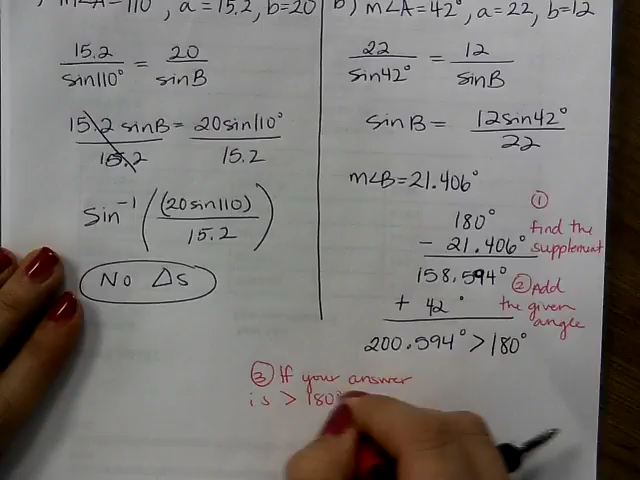 ) m∠A=110°, a=15.2, b=20
15.2/sin110° = 20/sinB
15.2 sinB/15.2 = 20sin110°/15.2
Sin⁻¹((20sin110)/15.2)
No △s
b) m∠A=42°, a=22, b=12
22/sin42° = 12/sinB
sinB = 12sin42°/22
m∠B=21.406°
180°
- 21.406°
158.594°
+ 42°
200.594° > 180°
① find the
supplement
② Add
the given
angle
③ If your answer
is > 180°